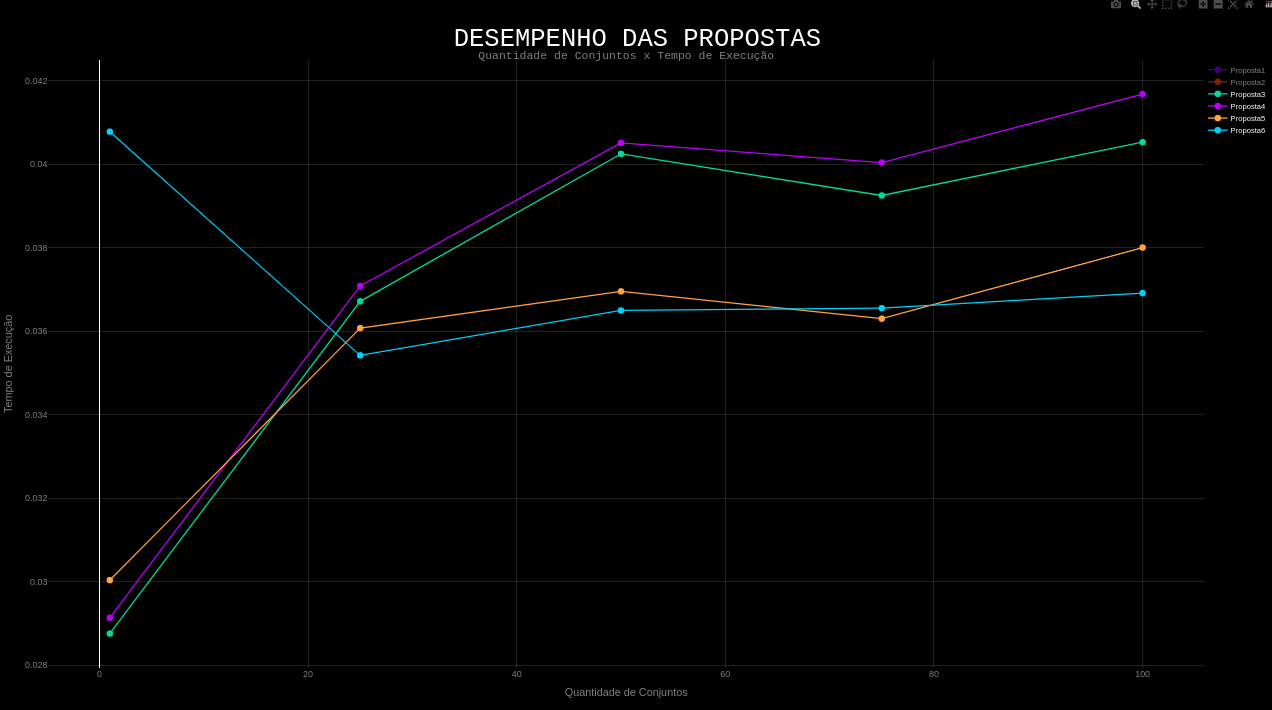 DESEMPENHO DAS PROPOSTAS
Quantidade de Conjuntos x Tempo de Execução
Proposta1
Proposta2
Proposta3
Proposta4
Proposta5
Proposta6
0.042
0.04
0.038
0.036
0.034
0.032
0.03
0.028
Tempo de Execução
0 20 40 60 80 100
Quantidade de Conjuntos